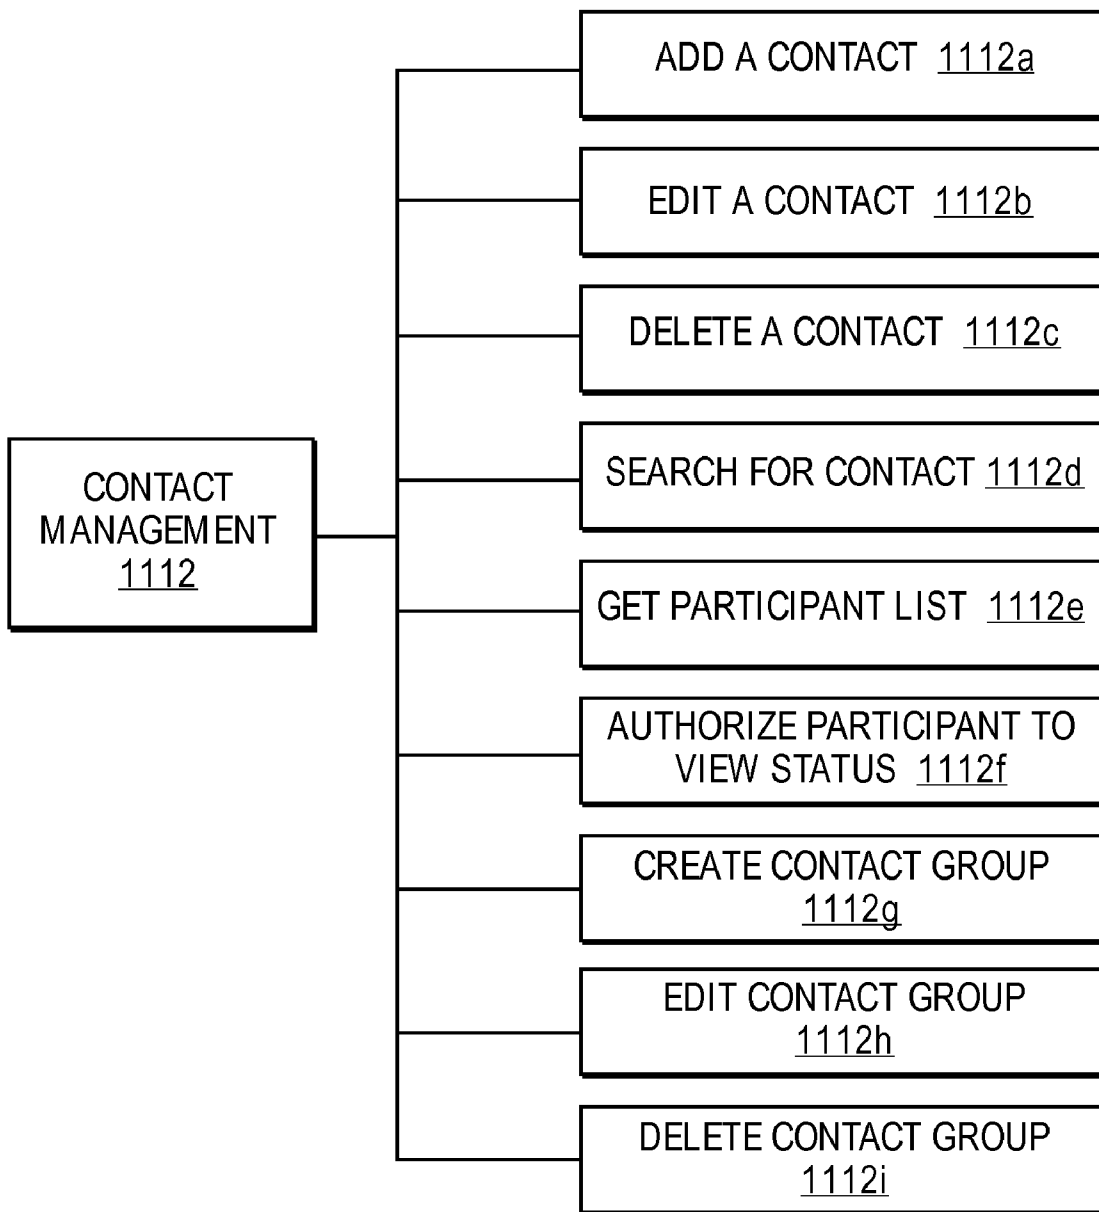 ADD A CONTACT 1112a
EDIT A CONTACT 1112b
DELETE A CONTACT 1112c
SEARCH FOR CONTACT 1112d
CONTACT
MANAGEMENT
1112
GET PARTICIPANT LIST 1112e
AUTHORIZE PARTICIPANT TO
VIEW STATUS 1112f
CREATE CONTACT GROUP
1112g
EDIT CONTACT GROUP
1112h
DELETE CONTACT GROUP
1112i